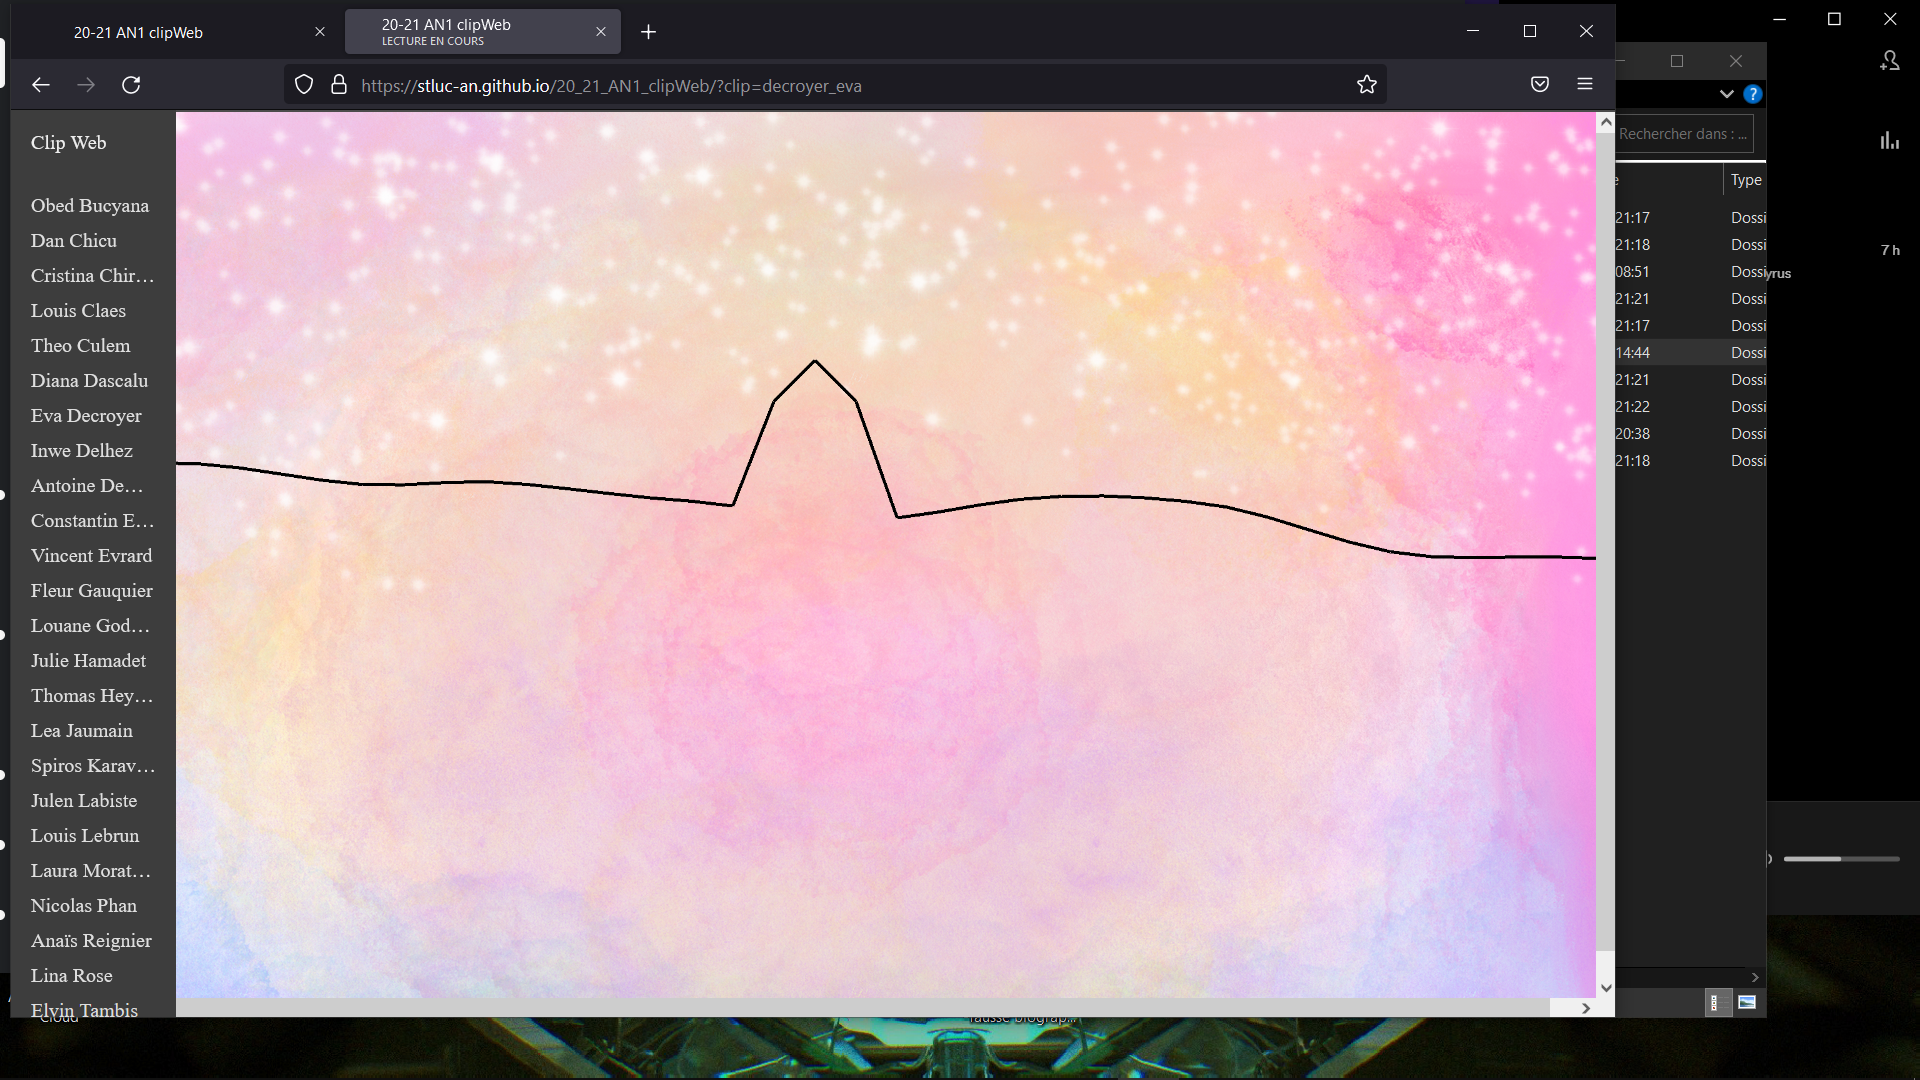 20-21 AN1 clipWeb
20-21 AN1 clipWeb
LECTURE EN COURS
https://stluc-an.github.io/20_21_AN1_clipWeb/?clip=decroyer_eva
Clip Web
Obed Bucyana
Dan Chicu
Cristina Chir...
Louis Claes
Theo Culem
Diana Dascalu
Eva Decroyer
Inwe Delhez
Antoine De...
Constantin E...
Vincent Evrard
Fleur Gauquier
Louane God...
Julie Hamadet
Thomas Hey...
Lea Jaumain
Spiros Karav...
Julen Labiste
Louis Lebrun
Laura Morat...
Nicolas Phan
Anaïs Reignier
Lina Rose
Elvin Tambis
Cloud
?
Rechercher dans : ...
e Type
21:17 Dossi
21:18 Dossi
08:51 Dossi
21:21 Dossi
21:17 Dossi
14:44 Dossi
21:21 Dossi
21:22 Dossi
20:38 Dossi
21:18 Dossi
7 h
yrus